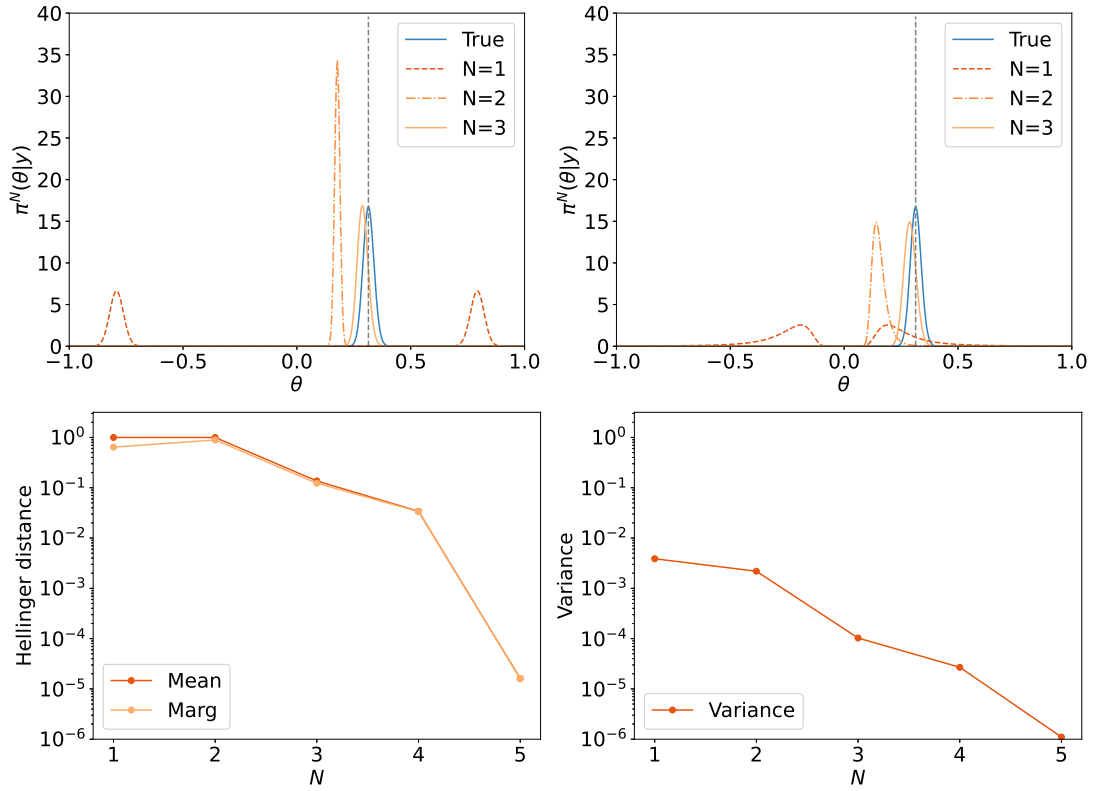 40
35
30
25
20
15
10
5
0
−1.0 −0.5 0.0 0.5 1.0
θ
π^N(θ|y)
True
N=1
N=2
N=3
40
35
30
25
20
15
10
5
0
−1.0 −0.5 0.0 0.5 1.0
θ
π^N(θ|y)
True
N=1
N=2
N=3
10^0
10^−1
10^−2
10^−3
10^−4
10^−5
10^−6
1 2 3 4 5
N
Hellinger distance
Mean
Marg
10^0
10^−1
10^−2
10^−3
10^−4
10^−5
10^−6
1 2 3 4 5
N
Variance
Variance